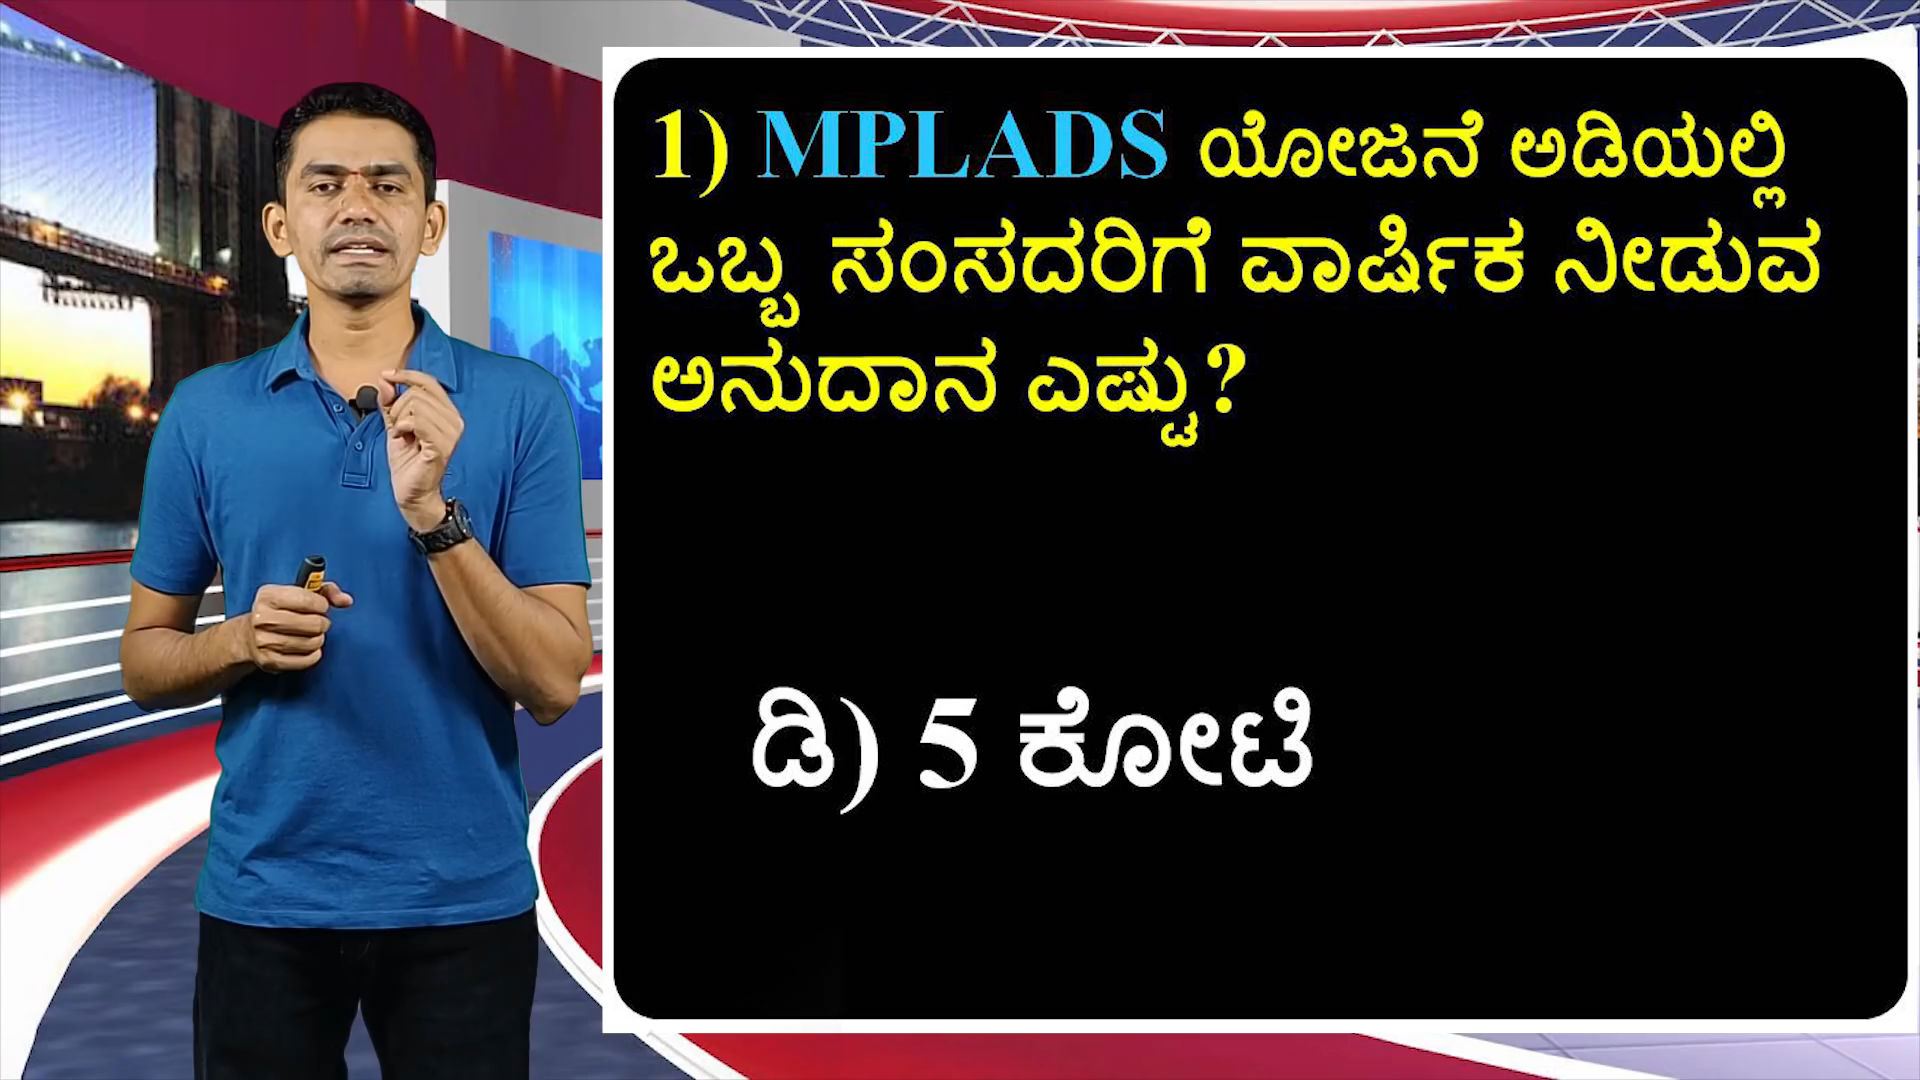 1) MPLADS ಯೋಜನೆ ಅಡಿಯಲ್ಲಿ
ಒಬ್ಬ ಸಂಸದರಿಗೆ ವಾರ್ಷಿಕ ನೀಡುವ
ಅನುದಾನ ಎಷ್ಟು?
ಡಿ) 5 ಕೋಟಿ